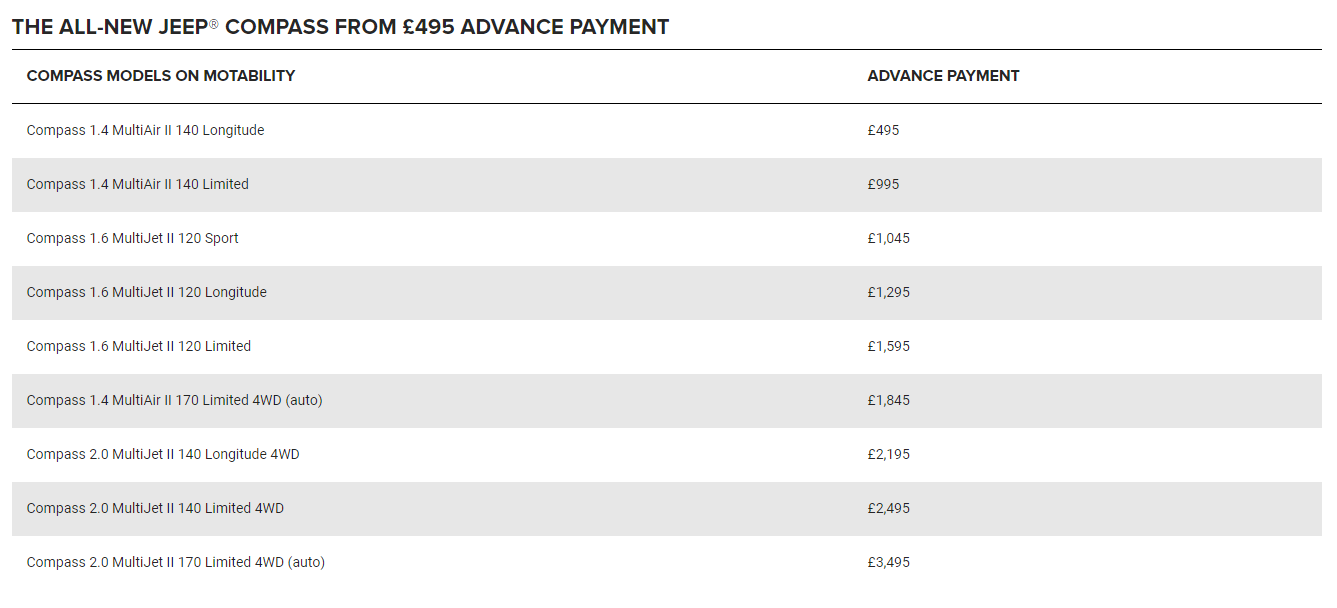 THE ALL-NEW JEEP® COMPASS FROM £495 ADVANCE PAYMENT
COMPASS MODELS ON MOTABILITY ADVANCE PAYMENT
Compass 1.4 MultiAir II 140 Longitude £495
Compass 1.4 MultiAir II 140 Limited £995
Compass 1.6 MultiJet II 120 Sport £1,045
Compass 1.6 MultiJet II 120 Longitude £1,295
Compass 1.6 MultiJet II 120 Limited £1,595
Compass 1.4 MultiAir II 170 Limited 4WD (auto) £1,845
Compass 2.0 MultiJet II 140 Longitude 4WD £2,195
Compass 2.0 MultiJet II 140 Limited 4WD £2,495
Compass 2.0 MultiJet II 170 Limited 4WD (auto) £3,495